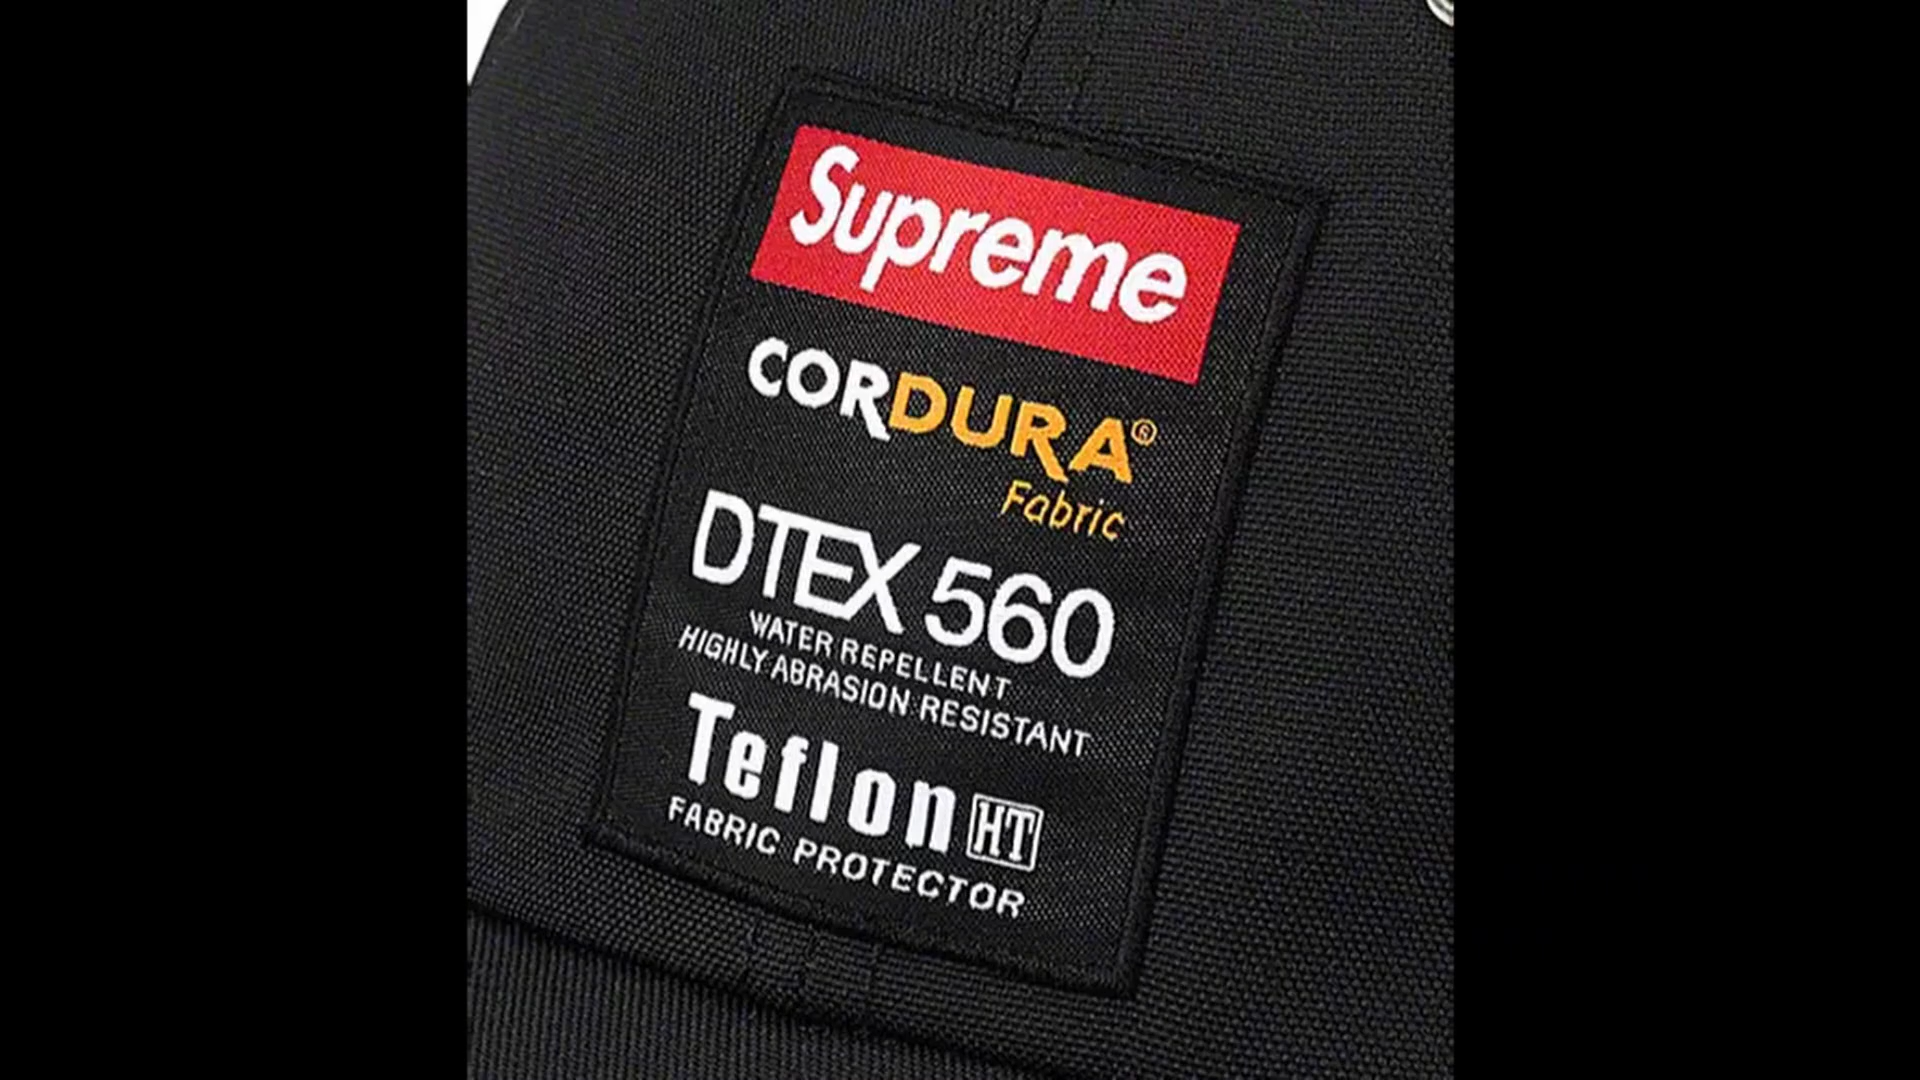 Supreme
CORDURA®
Fabric
DTEX 560
WATER REPELLENT
HIGHLY ABRASION RESISTANT
Teflon HT
FABRIC PROTECTOR